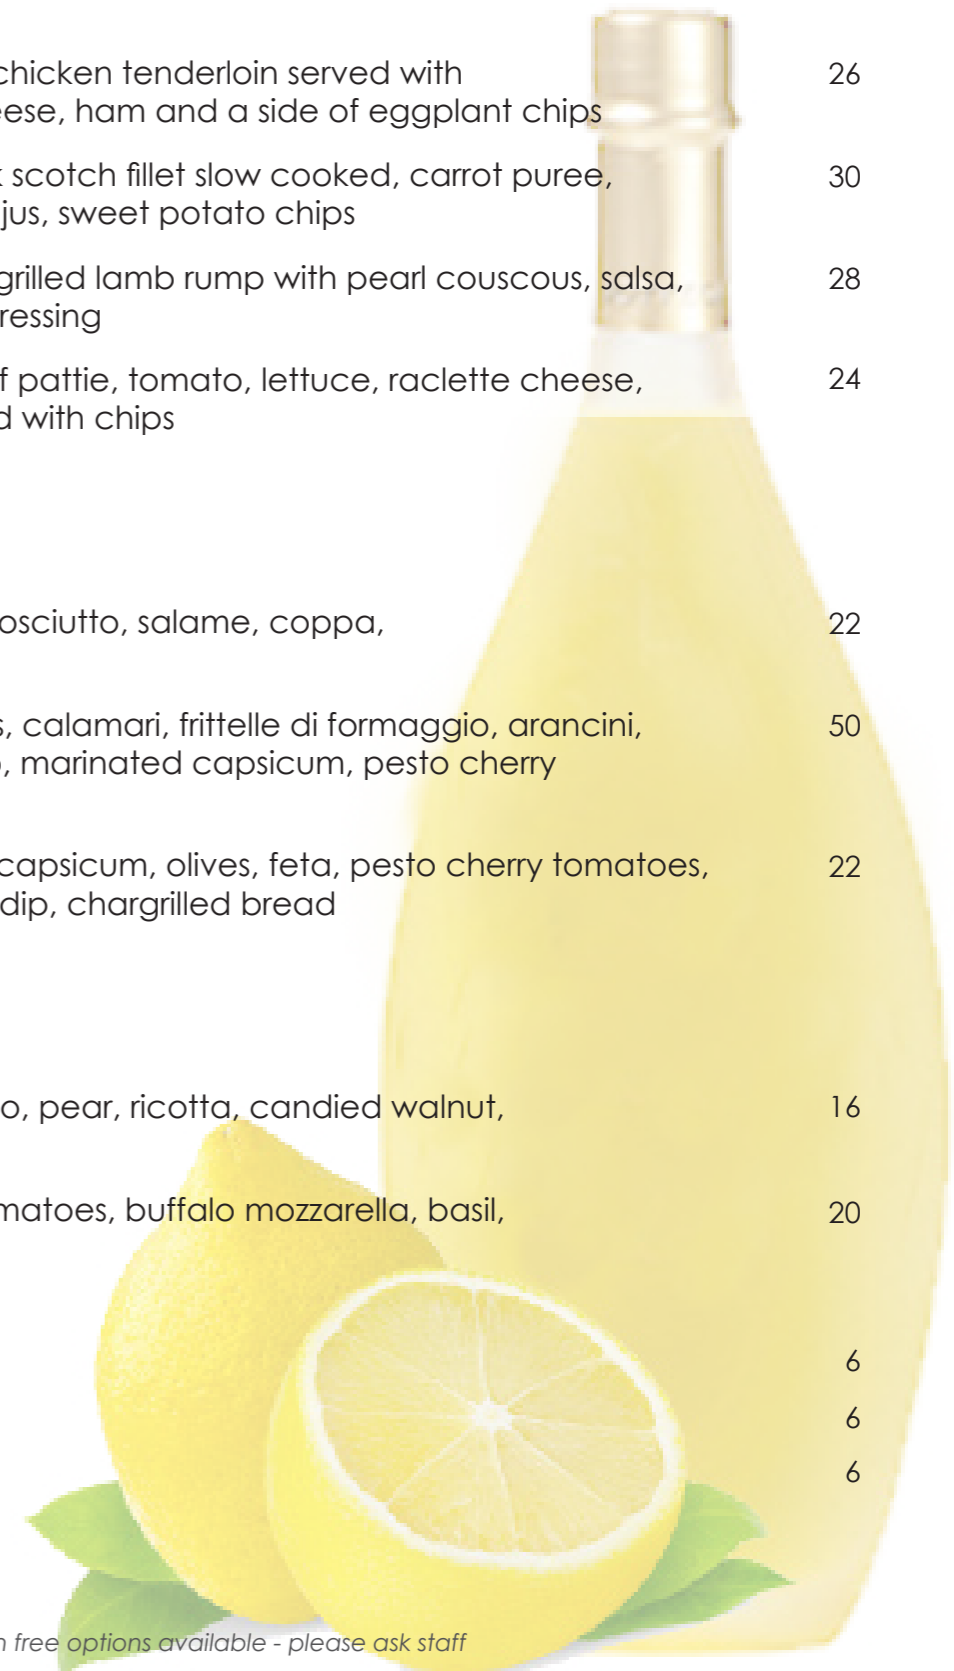 chicken tenderloin served with 26
ese, ham and a side of eggplant chips
scotch fillet slow cooked, carrot puree, 30
jus, sweet potato chips
grilled lamb rump with pearl couscous, salsa, 28
ressing
f pattie, tomato, lettuce, raclette cheese, 24
d with chips
osciutto, salame, coppa, 22
s, calamari, frittelle di formaggio, arancini, 50
, marinated capsicum, pesto cherry
capsicum, olives, feta, pesto cherry tomatoes, 22
dip, chargrilled bread
o, pear, ricotta, candied walnut, 16
matoes, buffalo mozzarella, basil, 20
6
6
6
free options available - please ask staff